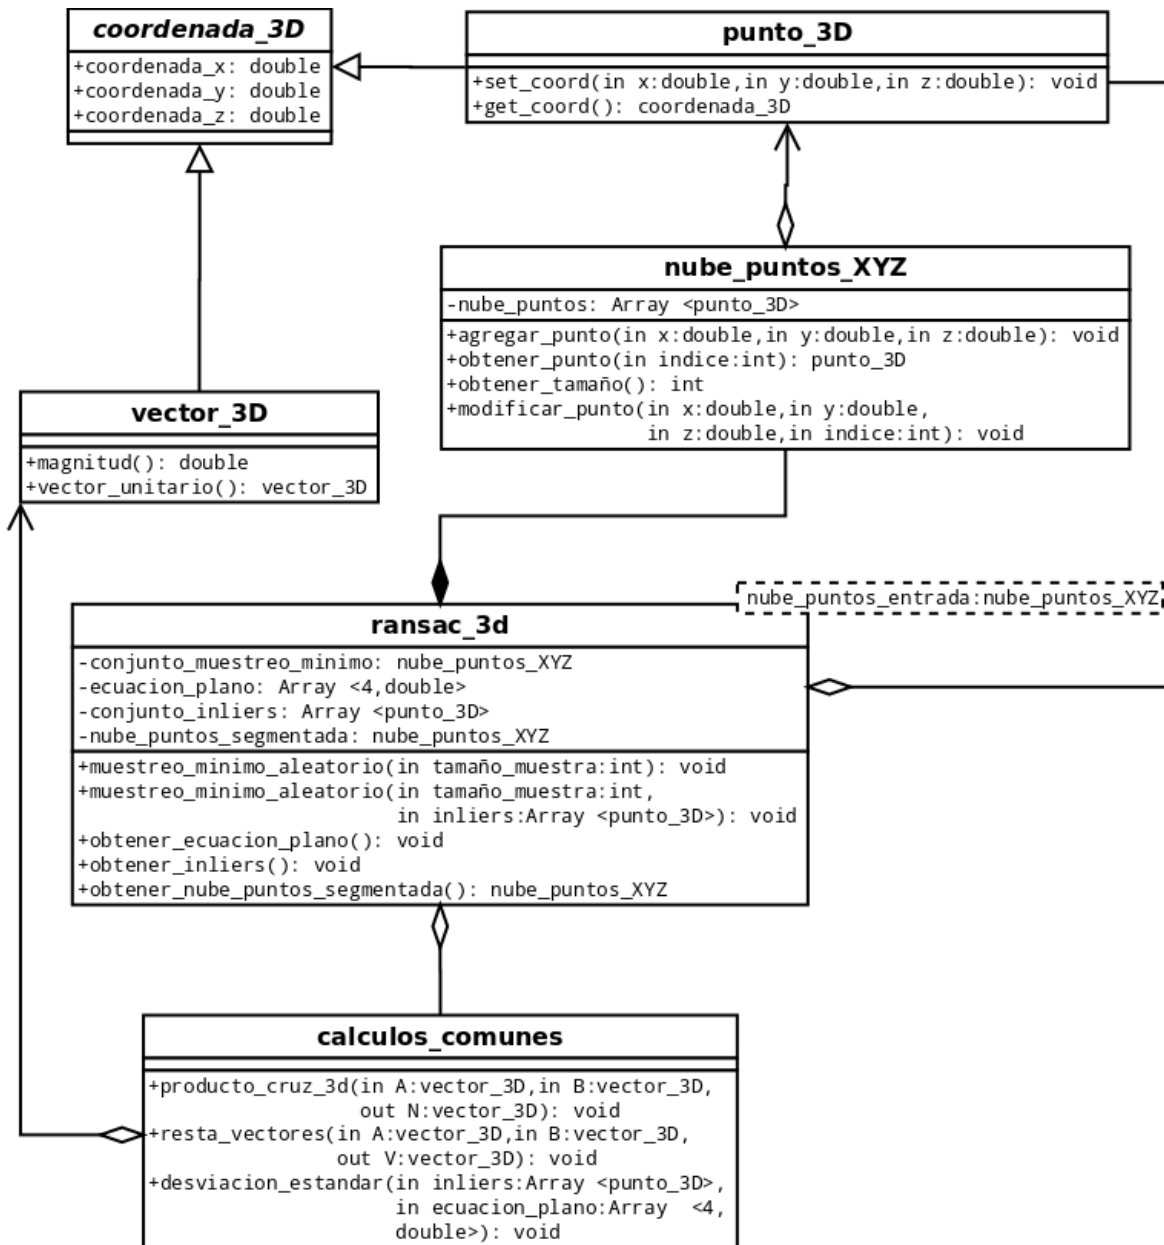 coordenada_3D
+coordenada_x: double
+coordenada_y: double
+coordenada_z: double
punto_3D
+set_coord(in x:double,in y:double,in z:double): void
+get_coord(): coordenada_3D
nube_puntos_XYZ
-nube_puntos: Array <punto_3D>
+agregar_punto(in x:double,in y:double,in z:double): void
+obtener_punto(in indice:int): punto_3D
+obtener_tamaño(): int
+modificar_punto(in x:double,in y:double,
in z:double,in indice:int): void
vector_3D
+magnitud(): double
+vector_unitario(): vector_3D
nube_puntos_entrada:nube_puntos_XYZ
ransac_3d
-conjunto_muestreo_minimo: nube_puntos_XYZ
-ecuacion_plano: Array <4,double>
-conjunto_inliers: Array <punto_3D>
-nube_puntos_segmentada: nube_puntos_XYZ
+muestreo_minimo_aleatorio(in tamaño_muestra:int): void
+muestreo_minimo_aleatorio(in tamaño_muestra:int,
in inliers:Array <punto_3D>): void
+obtener_ecuacion_plano(): void
+obtener_inliers(): void
+obtener_nube_puntos_segmentada(): nube_puntos_XYZ
calculos_comunes
+producto_cruz_3d(in A:vector_3D,in B:vector_3D,
out N:vector_3D): void
+resta_vectores(in A:vector_3D,in B:vector_3D,
out V:vector_3D): void
+desviacion_estandar(in inliers:Array <punto_3D>,
in ecuacion_plano:Array <4,
double>): void